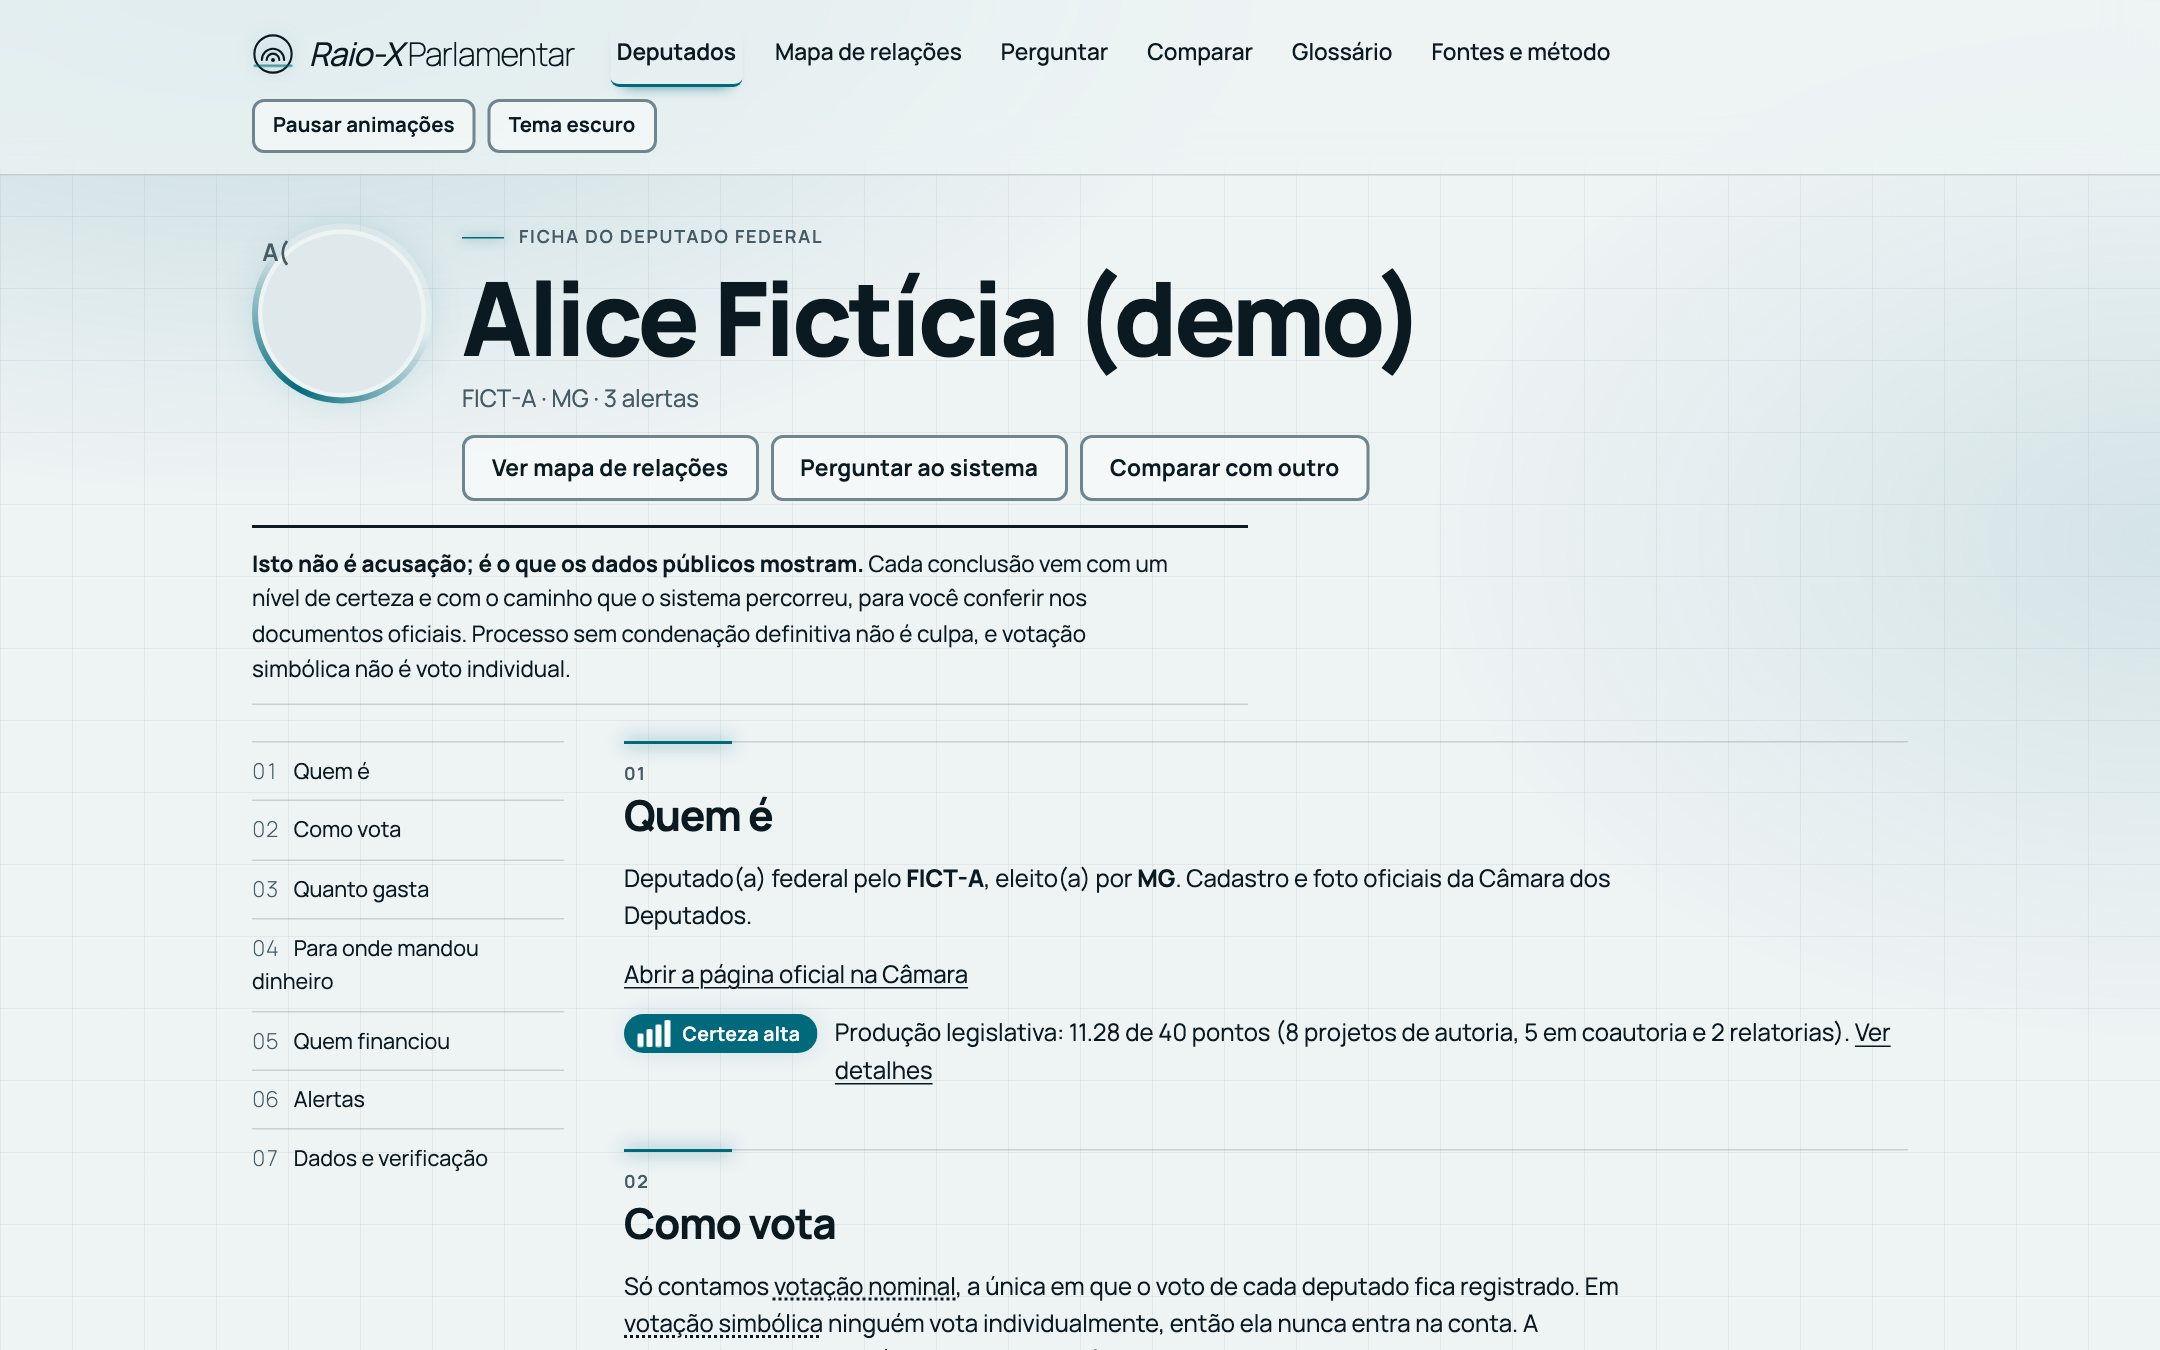 Raio-X Parlamentar
Deputados
Mapa de relações
Perguntar
Comparar
Glossário
Fontes e método
Pausar animações
Tema escuro
A(
FICHA DO DEPUTADO FEDERAL
Alice Fictícia (demo)
FICT-A · MG · 3 alertas
Ver mapa de relações
Perguntar ao sistema
Comparar com outro
Isto não é acusação; é o que os dados públicos mostram. Cada conclusão vem com um
nível de certeza e com o caminho que o sistema percorreu, para você conferir nos
documentos oficiais. Processo sem condenação definitiva não é culpa, e votação
simbólica não é voto individual.
01 Quem é
02 Como vota
03 Quanto gasta
04 Para onde mandou
dinheiro
05 Quem financiou
06 Alertas
07 Dados e verificação
01
Quem é
Deputado(a) federal pelo FICT-A, eleito(a) por MG. Cadastro e foto oficiais da Câmara dos
Deputados.
Abrir a página oficial na Câmara
Certeza alta
Produção legislativa: 11.28 de 40 pontos (8 projetos de autoria, 5 em coautoria e 2 relatorias). Ver
detalhes
02
Como vota
Só contamos votação nominal, a única em que o voto de cada deputado fica registrado. Em
votação simbólica ninguém vota individualmente, então ela nunca entra na conta. A